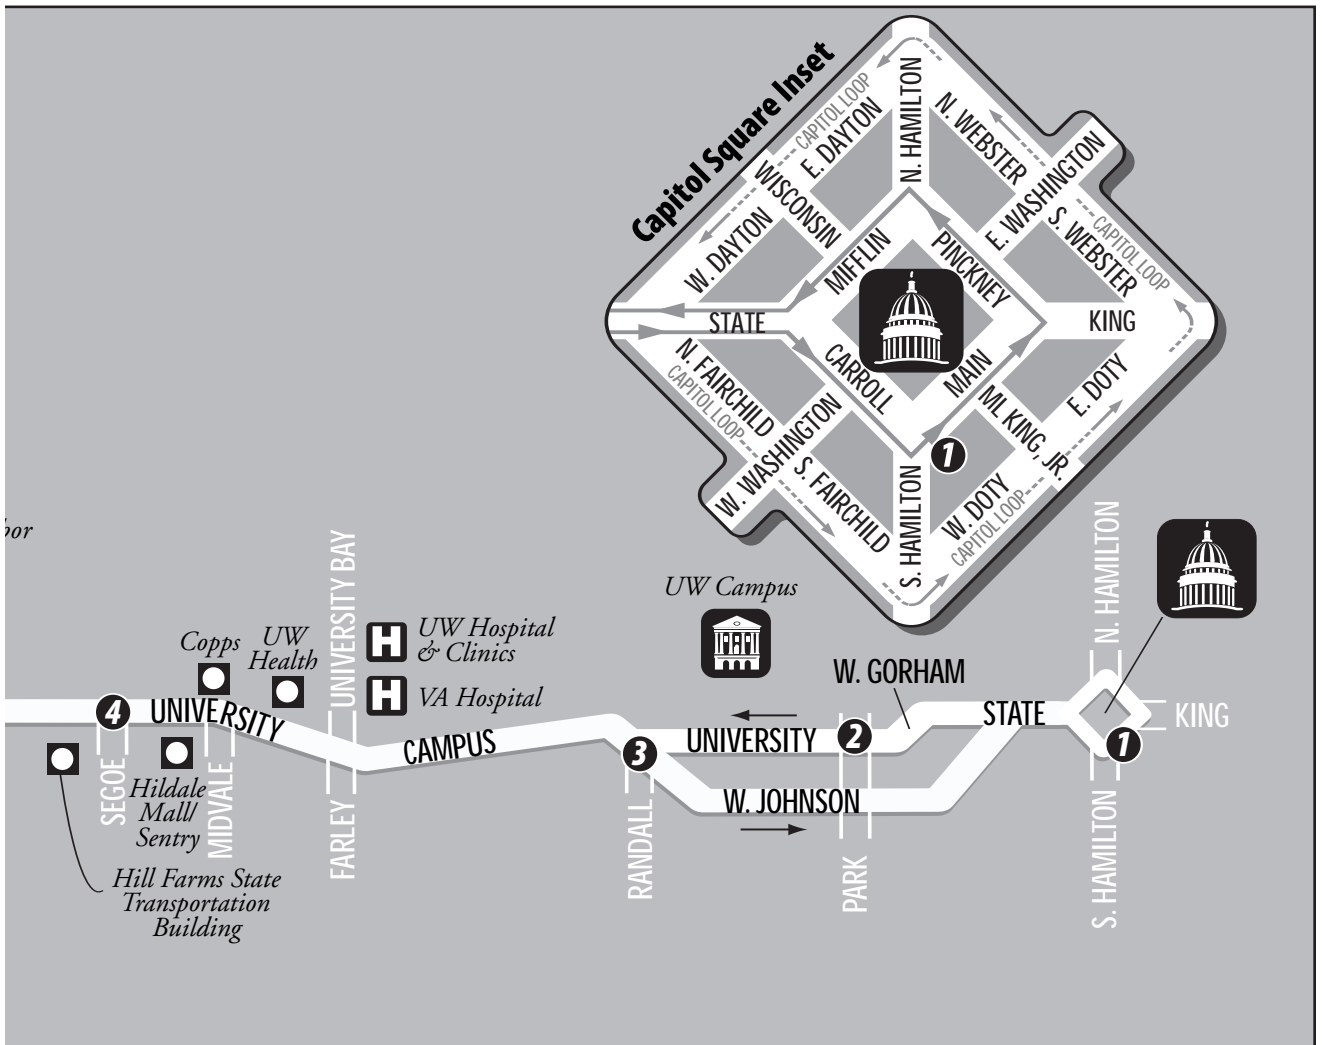 Capitol Square Inset
CAPITOL LOOP
E. DAYTON
N. HAMILTON
N. WEBSTER
E. WASHINGTON
WISCONSIN
W. DAYTON
MIFFLIN
PINCKNEY
S. WEBSTER
CAPITOL LOOP
STATE
KING
N. FAIRCHILD
CAPITOL LOOP
CARROLL
MAIN
E. DOTY
ML KING, JR.
W. WASHINGTON
S. FAIRCHILD
1
S. HAMILTON
W. DOTY
CAPITOL LOOP
bor
UNIVERSITY BAY
UW Campus
N. HAMILTON
Copps
UW
Health
H
UW Hospital
& Clinics
H
VA Hospital
W. GORHAM
4
UNIVERSITY
CAMPUS
3
UNIVERSITY
2
STATE
KING
1
SEGOE
Hildale
Mall/
Sentry
MIDVALE
FARLEY
RANDALL
W. JOHNSON
PARK
S. HAMILTON
Hill Farms State
Transportation
Building